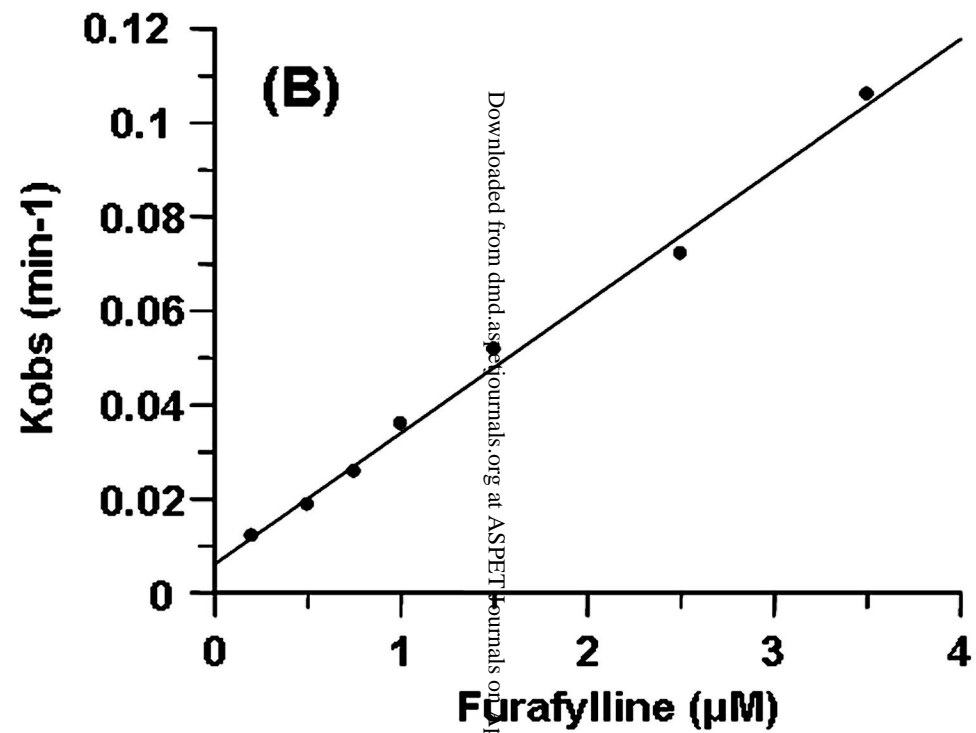 0.12
(B)
0.1
0.08
0.06
0.04
0.02
0
Kobs (min-1)
0 1 2 3 4
Furafylline (μM)
Downloaded from dmd.aspetjournals.org at ASPET Journals on